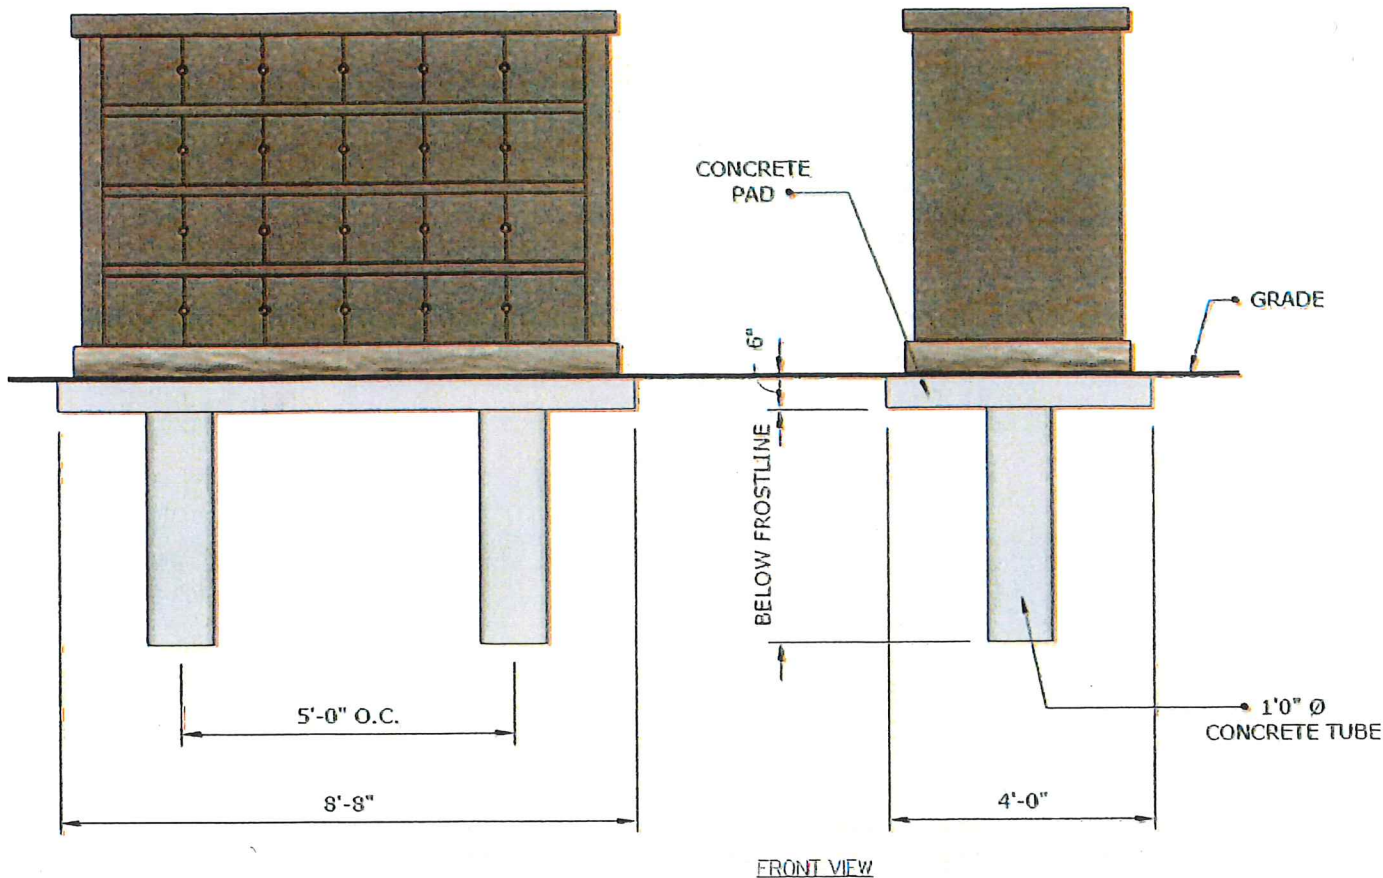 CONCRETE
PAD
GRADE
6"
BELOW FROSTLINE
5'-0" O.C.
1'0" Ø
CONCRETE TUBE
8'-8"
4'-0"
FRONT VIEW